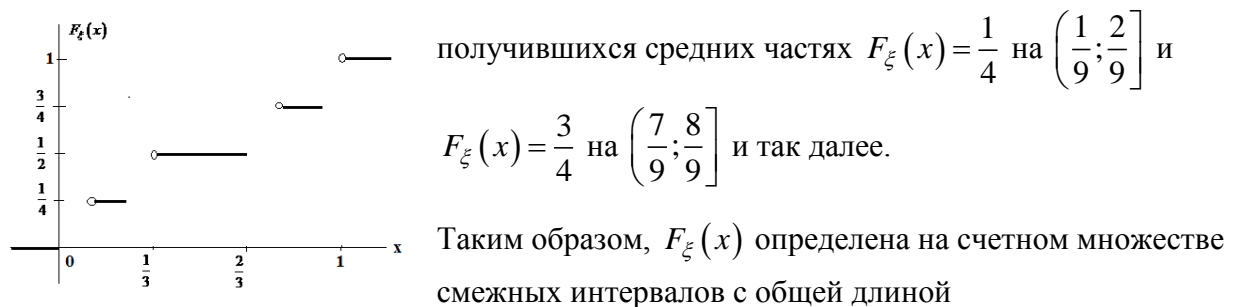 F_ξ(x)
1
3/4
1/2
1/4
0 1/3 2/3 1 x
получившихся средних частях F_ξ(x) = 1/4 на (1/9; 2/9] и
F_ξ(x) = 3/4 на (7/9; 8/9] и так далее.
Таким образом, F_ξ(x) определена на счетном множестве
смежных интервалов с общей длиной